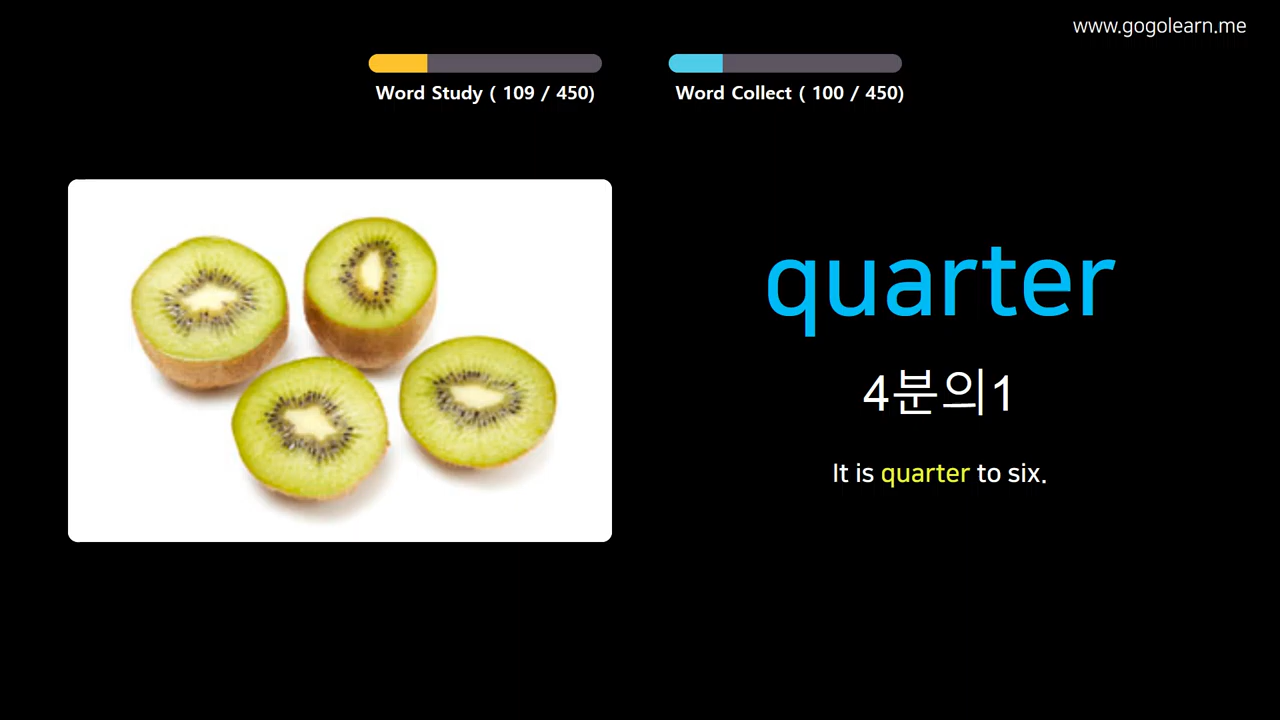 www.gogolearn.me
Word Study ( 109 / 450)
Word Collect ( 100 / 450)
quarter
4분의1
It is quarter to six.